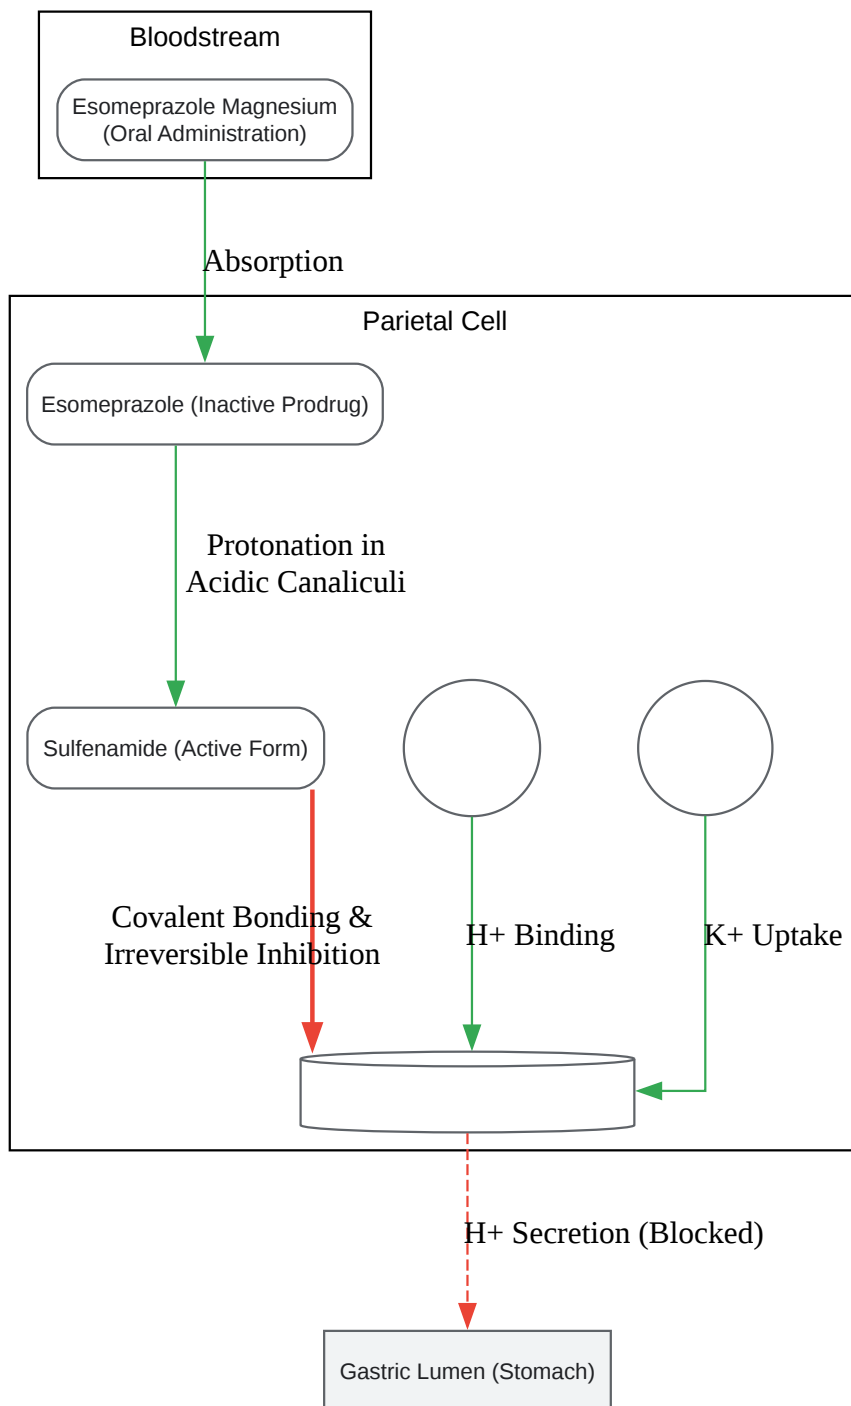 Bloodstream
Esomeprazole Magnesium
(Oral Administration)
Absorption
Parietal Cell
Esomeprazole (Inactive Prodrug)
Protonation in
Acidic Canaliculi
Sulfenamide (Active Form)
Covalent Bonding &
Irreversible Inhibition
H+ Binding
K+ Uptake
H+ Secretion (Blocked)
Gastric Lumen (Stomach)